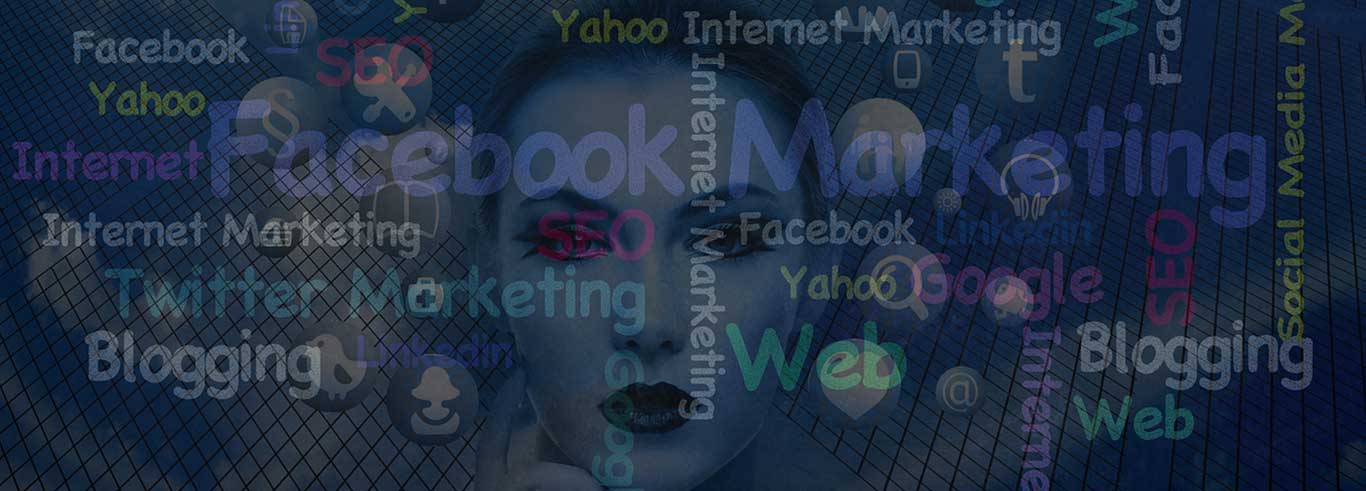 Facebook
SEO
Yahoo
Yahoo
Internet Marketing
t
Internet
Facebook Marketing
Internet Marketing
Internet Marketing
SEO
Facebook
Linkedin
Twitter Marketing
Yahoo
Google
SEO
Social Media
Blogging
Linkedin
Web
Blogging
@
Web